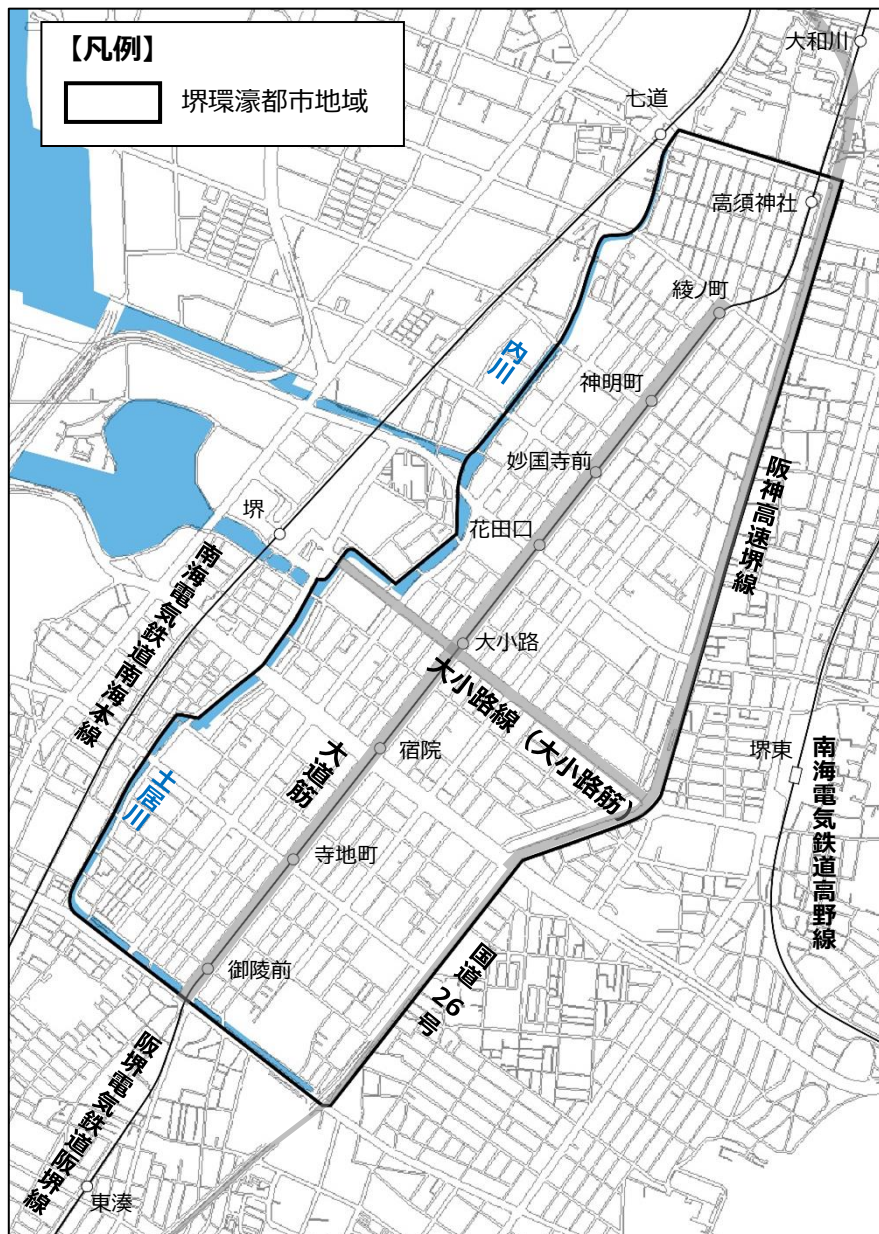 【凡例】
堺環濠都市地域
大和川
七道
高須神社
綾ノ町
内川
神明町
妙国寺前
阪神高速堺線
花田口
堺
南海電気鉄道南海本線
大小路
大小路線（大小路筋）
大道筋
宿院
堺東
南海電気鉄道高野線
土居川
寺地町
御陵前
国道26号
阪堺電気鉄道阪堺線
東湊